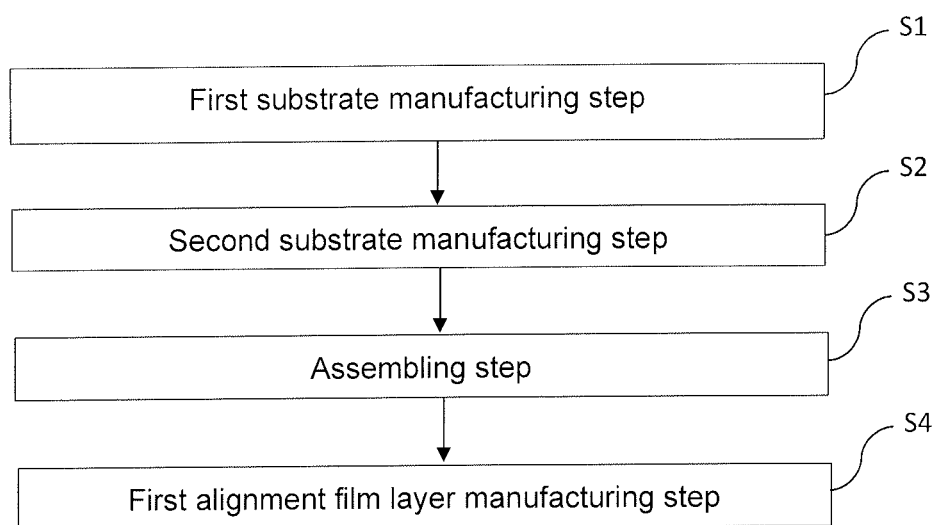 S1
First substrate manufacturing step
S2
Second substrate manufacturing step
S3
Assembling step
S4
First alignment film layer manufacturing step